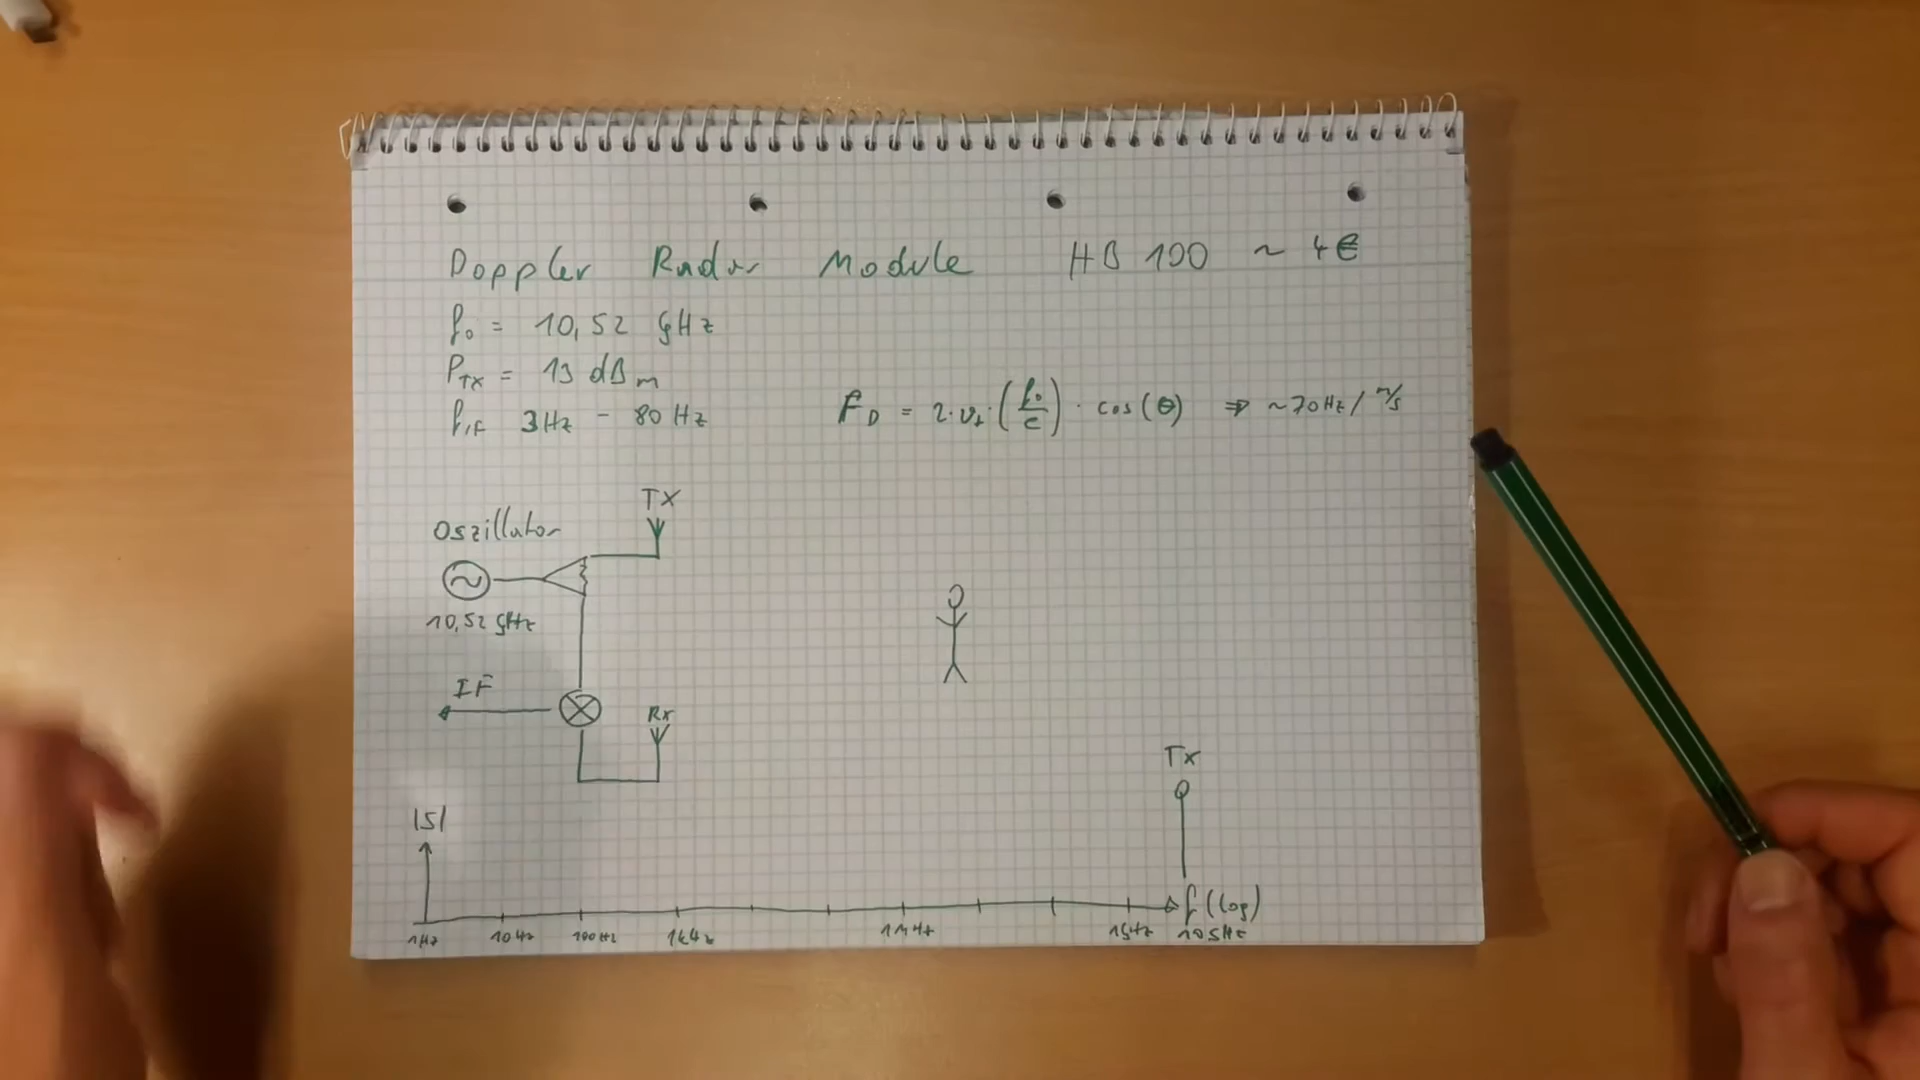 Doppler Radar Module HB 100 ~ 4€
f₀ = 10,52 GHz
P_TX = 13 dBm
f_IF 3Hz - 80 Hz
F_D = 2·v₁·(f₀/c)·cos(θ) ⇒ ~70Hz/ m/s
TX
Oszillator
~
10,52 GHz
IF
Rx
Tx
|S|
f (log)
1Hz 10Hz 100Hz 1kHz 1MHz 1GHz 10GHz